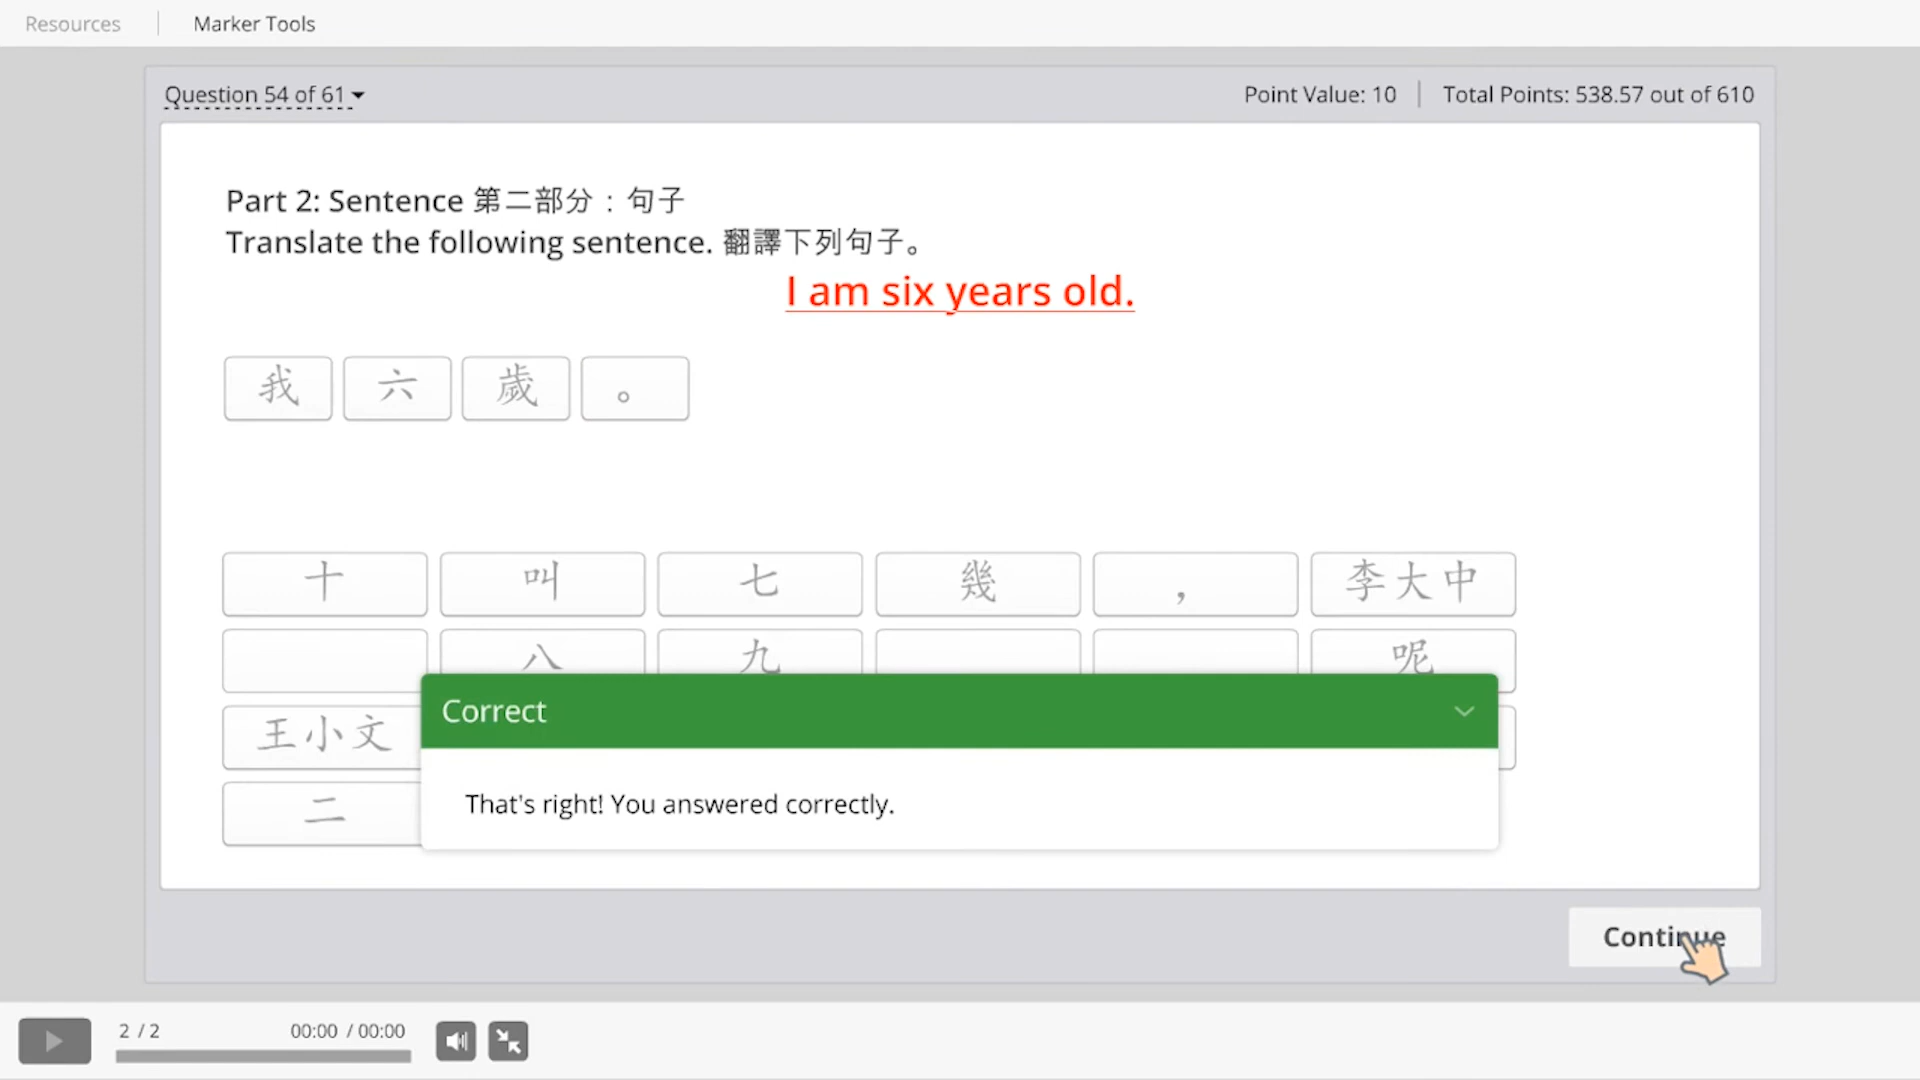 Resources
Marker Tools
Question 54 of 61
Point Value: 10
Total Points: 538.57 out of 610
Part 2: Sentence 第二部分：句子
Translate the following sentence. 翻譯下列句子。
I am six years old.
我 六 歲 。
十 叫 七 幾 ， 李大中
八 九 呢
王小文
二
Correct
That's right! You answered correctly.
Continue
2 / 2
00:00 / 00:00